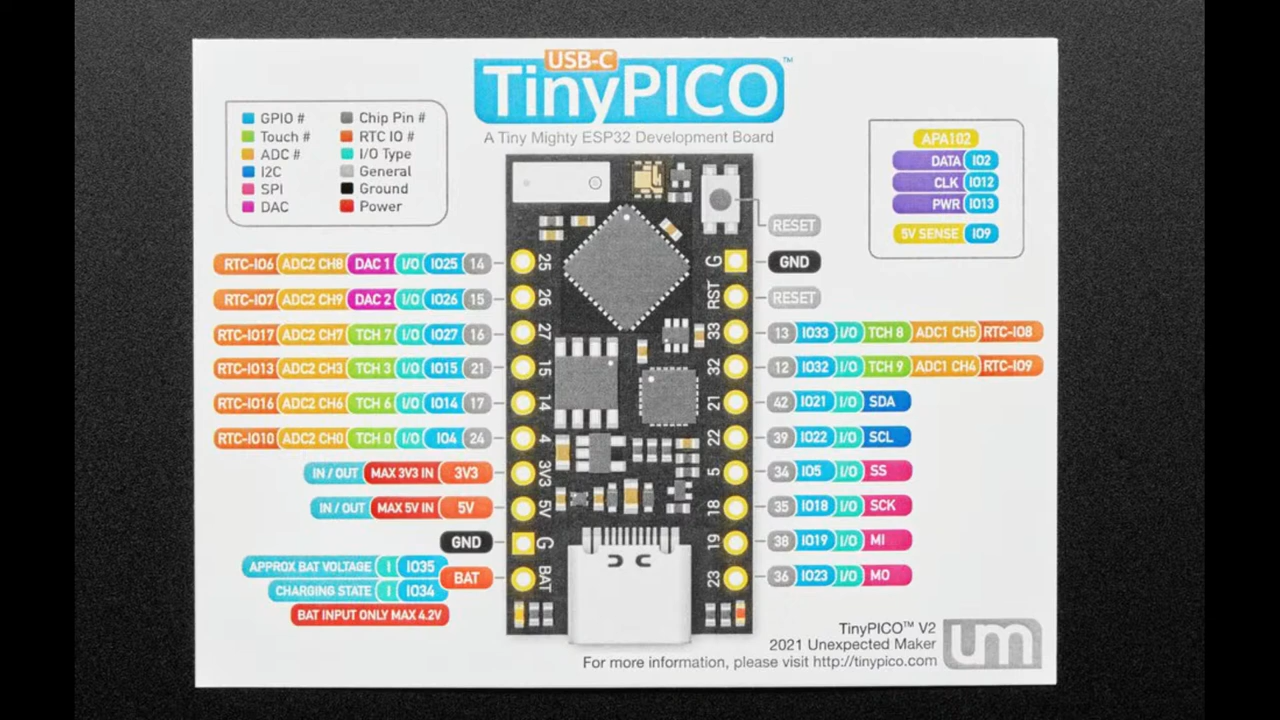 USB-C
TinyPICO™
A Tiny Mighty ESP32 Development Board
GPIO # Chip Pin #
Touch # RTC IO #
ADC # I/O Type
I2C General
SPI Ground
DAC Power
APA102
DATA IO2
CLK IO12
PWR IO13
5V SENSE IO9
RESET
RTC-IO6 ADC2 CH8 DAC 1 I/O IO25 14 25 G GND
RTC-IO7 ADC2 CH9 DAC 2 I/O IO26 15 26 RST RESET
RTC-IO17 ADC2 CH7 TCH 7 I/O IO27 16 27 33 13 IO33 I/O TCH 8 ADC1 CH5 RTC-IO8
RTC-IO13 ADC2 CH3 TCH 3 I/O IO15 21 15 32 12 IO32 I/O TCH 9 ADC1 CH4 RTC-IO9
RTC-IO16 ADC2 CH6 TCH 6 I/O IO14 17 14 21 42 IO21 I/O SDA
RTC-IO10 ADC2 CH0 TCH 0 I/O IO4 24 4 22 39 IO22 I/O SCL
IN / OUT MAX 3V3 IN 3V3 3V3 5 34 IO5 I/O SS
IN / OUT MAX 5V IN 5V 5V 18 35 IO18 I/O SCK
GND G 19 38 IO19 I/O MI
APPROX BAT VOLTAGE I IO35 BAT BAT 23 36 IO23 I/O MO
CHARGING STATE I IO34
BAT INPUT ONLY MAX 4.2V
TinyPICO™ V2
2021 Unexpected Maker
For more information, please visit http://tinypico.com
um